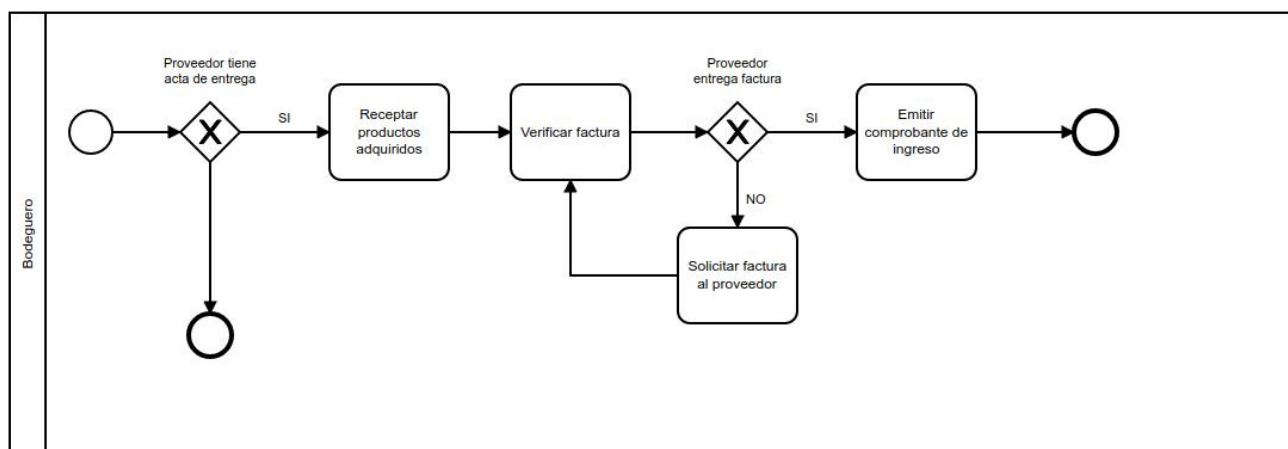 Bodeguero
Proveedor tiene
acta de entrega
SI
Receptar
productos
adquiridos
Verificar factura
Proveedor
entrega factura
SI
Emitir
comprobante de
ingreso
NO
Solicitar factura
al proveedor